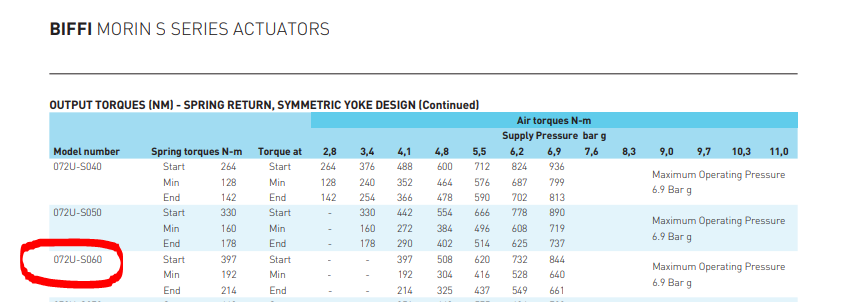 BIFFI MORIN S SERIES ACTUATORS
OUTPUT TORQUES (NM) - SPRING RETURN, SYMMETRIC YOKE DESIGN (Continued)
Air torques N-m
Supply Pressure bar g
Model number Spring torques N-m Torque at 2,8 3,4 4,1 4,8 5,5 6,2 6,9 7,6 8,3 9,0 9,7 10,3 11,0
072U-S040 Start 264 Start 264 376 488 600 712 824 936
Min 128 Min 128 240 352 464 576 687 799 Maximum Operating Pressure
End 142 End 142 254 366 478 590 702 813 6.9 Bar g
072U-S050 Start 330 Start - 330 442 554 666 778 890
Min 160 Min - 160 272 384 496 608 719 Maximum Operating Pressure
End 178 End - 178 290 402 514 625 737 6.9 Bar g
072U-S060 Start 397 Start - - 397 508 620 732 844
Min 192 Min - - 192 304 416 528 640 Maximum Operating Pressure
End 214 End - - 214 325 437 549 661 6.9 Bar g